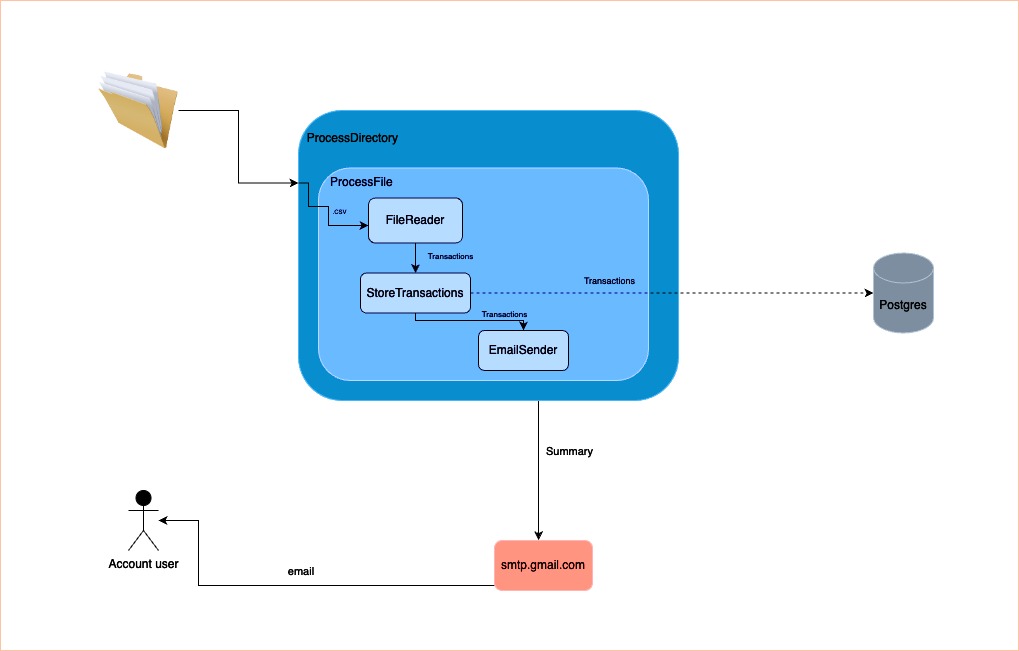 ProcessDirectory
ProcessFile
.csv
FileReader
Transactions
StoreTransactions
Transactions
Postgres
Transactions
EmailSender
Summary
smtp.gmail.com
Account user
email